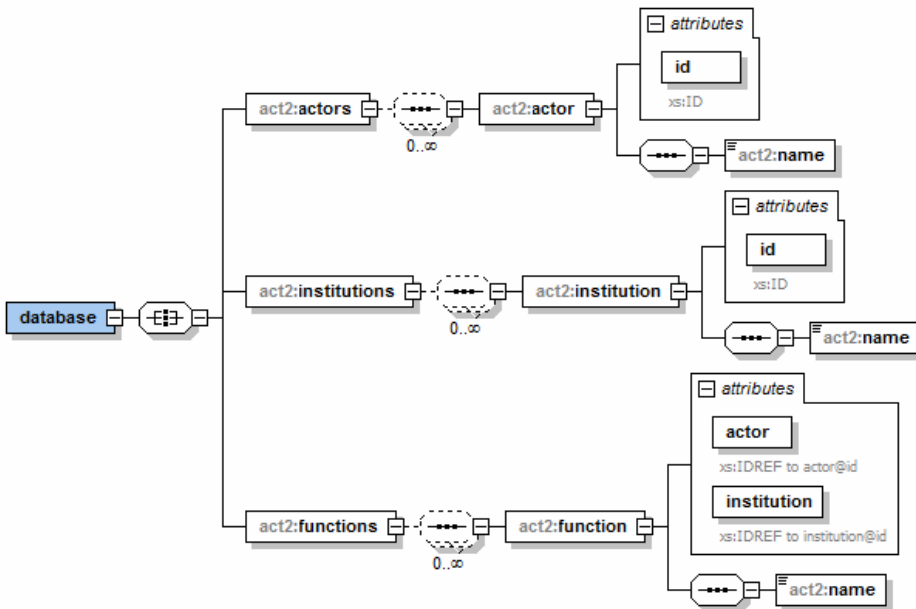 attributes
id
xs:ID
act2:actors
act2:actor
0..∞
act2:name
attributes
id
xs:ID
act2:institutions
act2:institution
0..∞
act2:name
database
attributes
actor
xs:IDREF to actor@id
institution
xs:IDREF to institution@id
act2:functions
act2:function
0..∞
act2:name